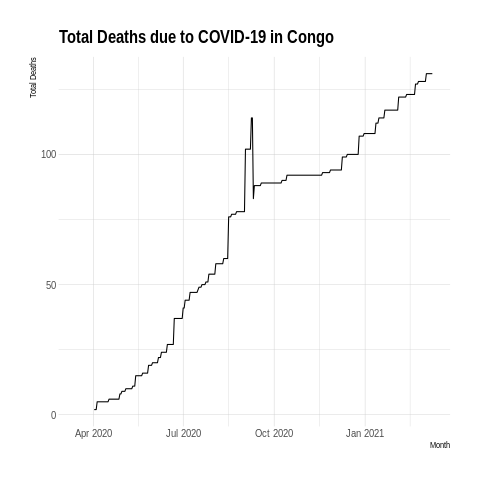 Total Deaths due to COVID-19 in Congo
Total Deaths
100
50
0
Apr 2020
Jul 2020
Oct 2020
Jan 2021
Month